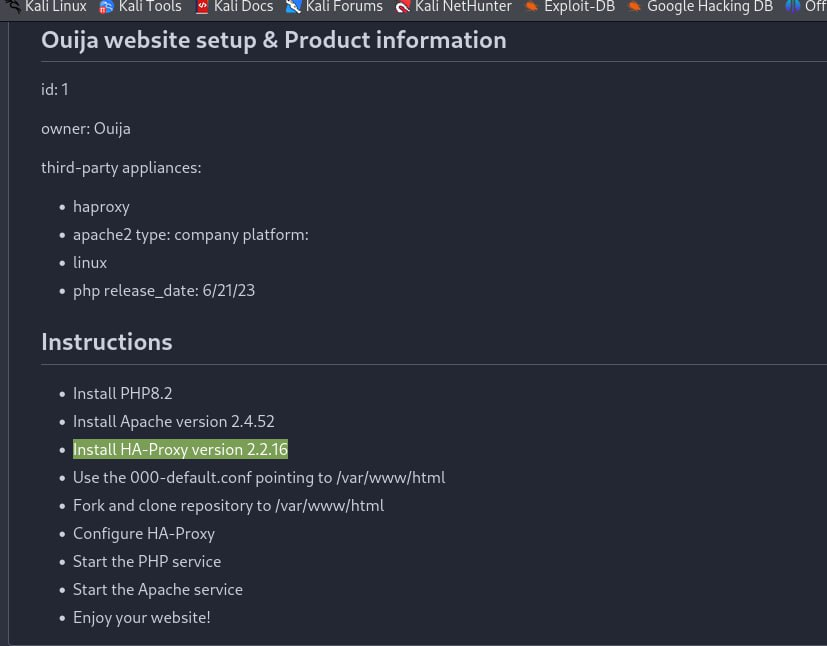 Kali Linux Kali Tools Kali Docs Kali Forums Kali NetHunter Exploit-DB Google Hacking DB Off
Ouija website setup & Product information
id: 1
owner: Ouija
third-party appliances:
• haproxy
• apache2 type: company platform:
• linux
• php release_date: 6/21/23
Instructions
• Install PHP8.2
• Install Apache version 2.4.52
• Install HA-Proxy version 2.2.16
• Use the 000-default.conf pointing to /var/www/html
• Fork and clone repository to /var/www/html
• Configure HA-Proxy
• Start the PHP service
• Start the Apache service
• Enjoy your website!